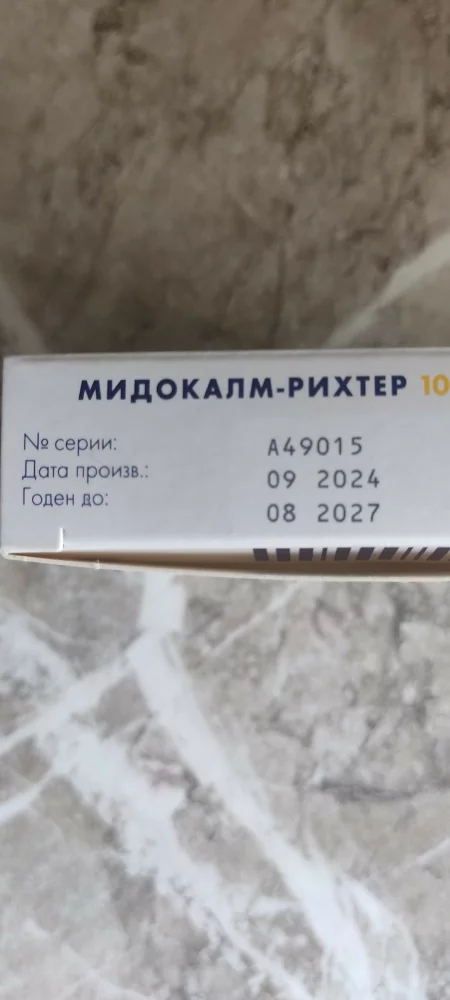 МИДОКАЛМ-РИХТЕР 10
№ серии: A49015
Дата произв.: 09 2024
Годен до: 08 2027